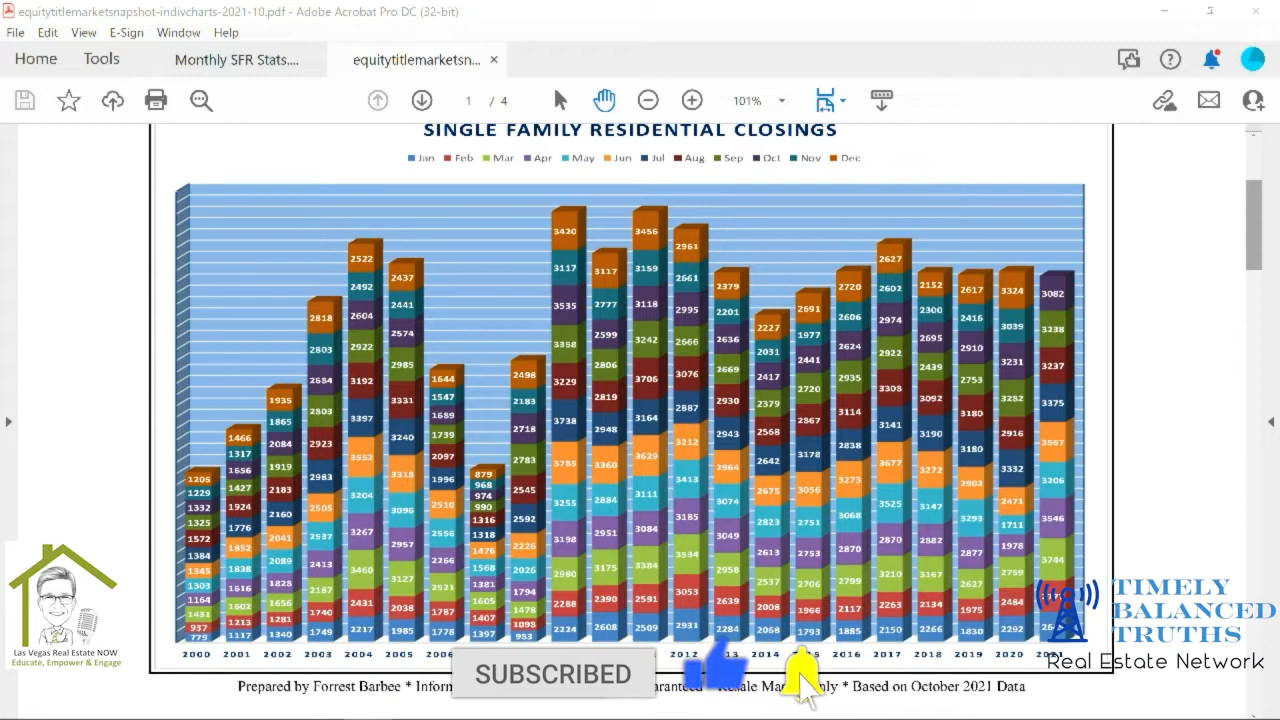 equitytitlemarketsnapshot-indivcharts-2021-10.pdf - Adobe Acrobat Pro DC (32-bit)
File Edit View E-Sign Window Help
Home Tools Monthly SFR Stats.... equitytitlemarketsn... ×
1 / 4 101%
SINGLE FAMILY RESIDENTIAL CLOSINGS
Jan Feb Mar Apr May Jun Jul Aug Sep Oct Nov Dec
1205 1229 1332 1325 1572 1384 1345 1303 1164 1431 937 779
1466 1317 1656 1427 1924 1776 1852 1838 1616 1602 1213 1117
1935 1865 2084 1919 2183 2160 2041 2089 1828 1656 1281 1340
2818 2803 2684 2803 2923 2983 2505 2537 2413 2187 1740 1749
2522 2492 2604 2922 3192 3397 3552 3204 3267 3460 2431 2217
2437 2441 2574 2985 3331 3240 3318 3096 2957 3127 2038 1985
1644 1547 1689 1739 2097 1996 2510 2556 2266 2521 1787 1778
879 968 974 990 1316 1318 1476 1568 1381 1605 1407 1397
2498 2183 2718 2783 2545 2592 2226 2026 1794 1478 1098 983
3420 3117 3535 3358 3229 3738 3785 3255 3198 2980 2288 2224
3117 2777 2599 2806 2819 2948 3360 2884 2951 3175 2390 2608
3456 3159 3118 3242 3706 3164 3629 3111 3084 3384 2591 2509
2961 2661 2995 2666 3076 2887 3212 3413 3185 3534 3053 2931
2379 2201 2636 2669 2930 2943 2964 3074 3049 2958 2639 2284
2227 2031 2417 2379 2568 2642 2675 2823 2613 2537 2008 2068
2691 1977 2441 2720 2867 3178 3056 2751 2753 2706 1966 1793
2720 2606 2624 2935 3114 2838 3273 3068 2870 2799 2117 1885
2627 2602 2974 2922 3308 3141 3677 3525 2870 3210 2263 2150
2152 2300 2695 2439 3092 3190 3272 3147 2882 3167 2134 2266
2617 2416 2910 2753 3180 3180 2902 3293 2877 2627 1975 1830
3324 3039 3231 3282 2916 3332 2471 1711 1978 2759 2484 2292
3082 3238 3237 3375 3567 3206 3546 3744
2000 2001 2002 2003 2004 2005 2012 2014 2016 2017 2018 2019
Prepared by Forrest Barbee * Inform Only * Based on October 2021 Data
SUBSCRIBED
Las Vegas Real Estate NOW
Educate, Empower & Engage
TIMELY
BALANCED
TRUTHS
Real Estate Network